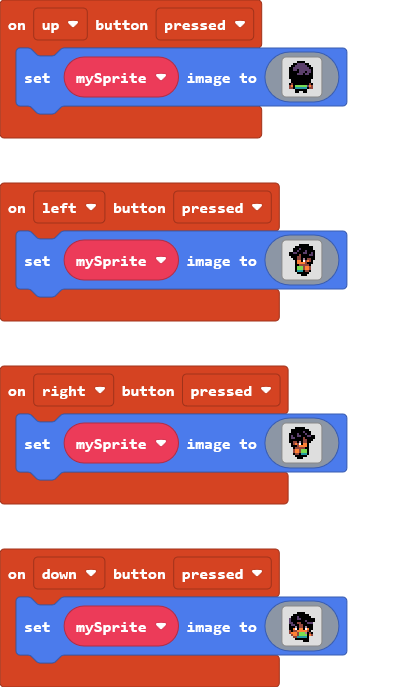 on up button pressed
set mySprite image to
on left button pressed
set mySprite image to
on right button pressed
set mySprite image to
on down button pressed
set mySprite image to